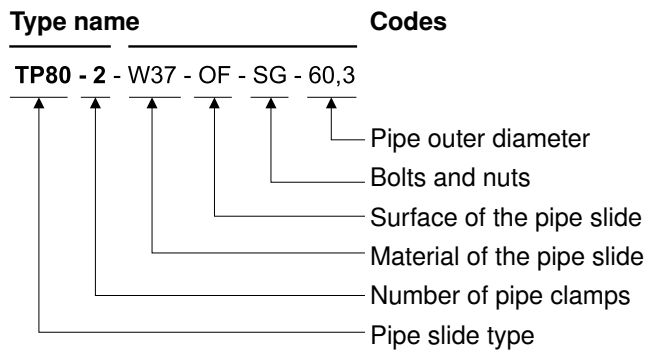 Type name Codes
TP80 - 2 - W37 - OF - SG - 60,3
Pipe outer diameter
Bolts and nuts
Surface of the pipe slide
Material of the pipe slide
Number of pipe clamps
Pipe slide type